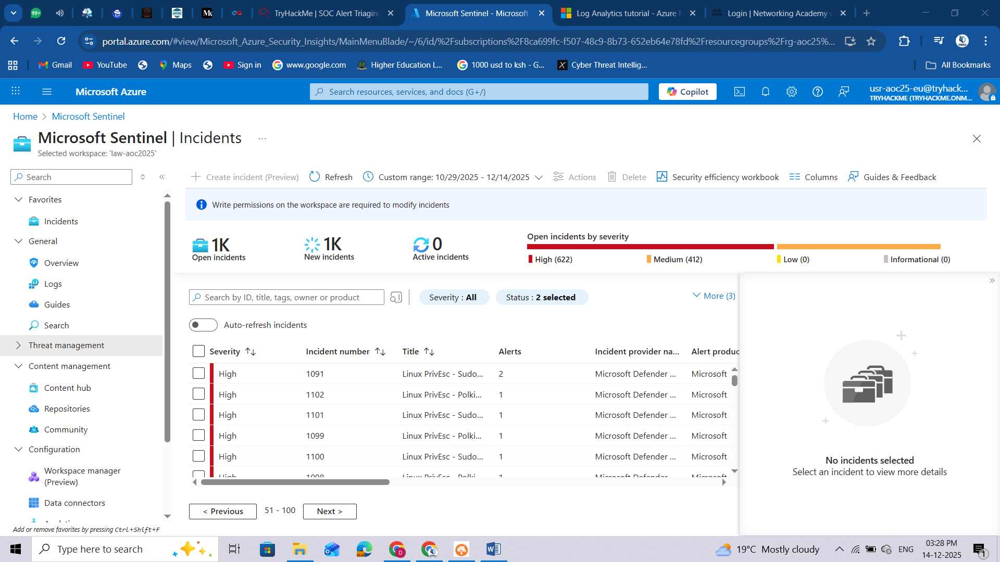 99+
TryHackMe | SOC Alert Triaging
Microsoft Sentinel - Microsoft
Log Analytics tutorial - Azure M
Login | Networking Academy
portal.azure.com/#view/Microsoft_Azure_Security_Insights/MainMenuBlade/~/6/id/%2Fsubscriptions%2F8ca699fc-f507-48c9-8b73-652eb64e78fd%2Fresourcegroups%2Frg-aoc25%...
Gmail
YouTube
Maps
Sign in
www.google.com
Higher Education L...
1000 usd to ksh - G...
Cyber Threat Intellig...
All Bookmarks
Microsoft Azure
Search resources, services, and docs (G+/)
Copilot
usr-aoc25-eu@tryhack...
TRYHACKME (TRYHACKME.ONM...
Home > Microsoft Sentinel
Microsoft Sentinel | Incidents ...
Selected workspace: 'law-aoc2025'
Search
Favorites
Incidents
General
Overview
Logs
Guides
Search
Threat management
Content management
Content hub
Repositories
Community
Configuration
Workspace manager
(Preview)
Data connectors
Add or remove favorites by pressing Ctrl+Shift+F
Create incident (Preview)
Refresh
Custom range: 10/29/2025 - 12/14/2025
Actions
Delete
Security efficiency workbook
Columns
Guides & Feedback
Write permissions on the workspace are required to modify incidents
1K
Open incidents
1K
New incidents
0
Active incidents
Open incidents by severity
High (622)
Medium (412)
Low (0)
Informational (0)
Search by ID, title, tags, owner or product
Severity : All
Status : 2 selected
More (3)
Auto-refresh incidents
Severity Incident number Title Alerts Incident provider na... Alert produc
High 1091 Linux PrivEsc - Sudo... 2 Microsoft Defender ... Microsoft
High 1102 Linux PrivEsc - Polki... 1 Microsoft Defender ... Microsoft
High 1101 Linux PrivEsc - Sudo... 1 Microsoft Defender ... Microsoft
High 1099 Linux PrivEsc - Polki... 1 Microsoft Defender ... Microsoft
High 1100 Linux PrivEsc - Sudo... 1 Microsoft Defender ... Microsoft
High 1098 Linux PrivEsc - Polki... 1 Microsoft Defender ... Microsoft
< Previous
51 - 100
Next >
No incidents selected
Select an incident to view more details
Type here to search
19°C Mostly cloudy
ENG
03:28 PM
14-12-2025
1